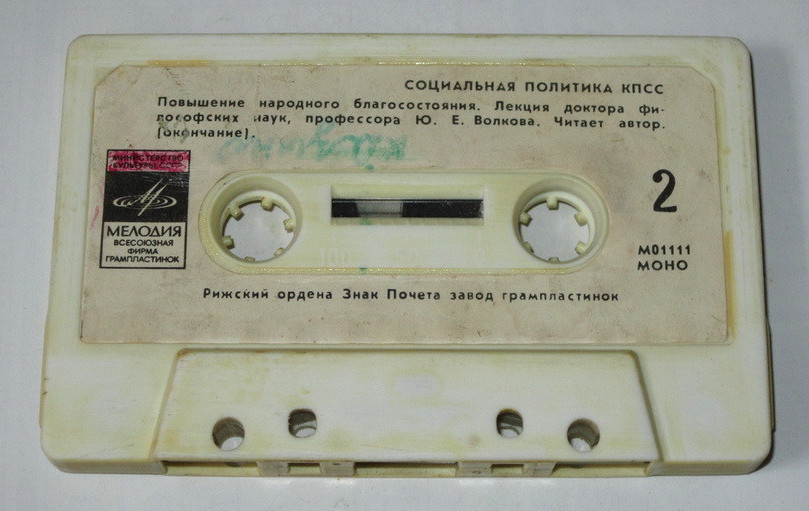 СОЦИАЛЬНАЯ ПОЛИТИКА КПСС
Повышение народного благосостояния. Лекция доктора фи-
лософских наук, профессора Ю. Е. Волкова. Читает автор.
(окончание).
МИНИСТЕРСТВО
КУЛЬТУРЫ СССР
МЕЛОДИЯ
ВСЕСОЮЗНАЯ
ФИРМА
ГРАМПЛАСТИНОК
2
М01111
МОНО
Рижский ордена Знак Почета завод грампластинок